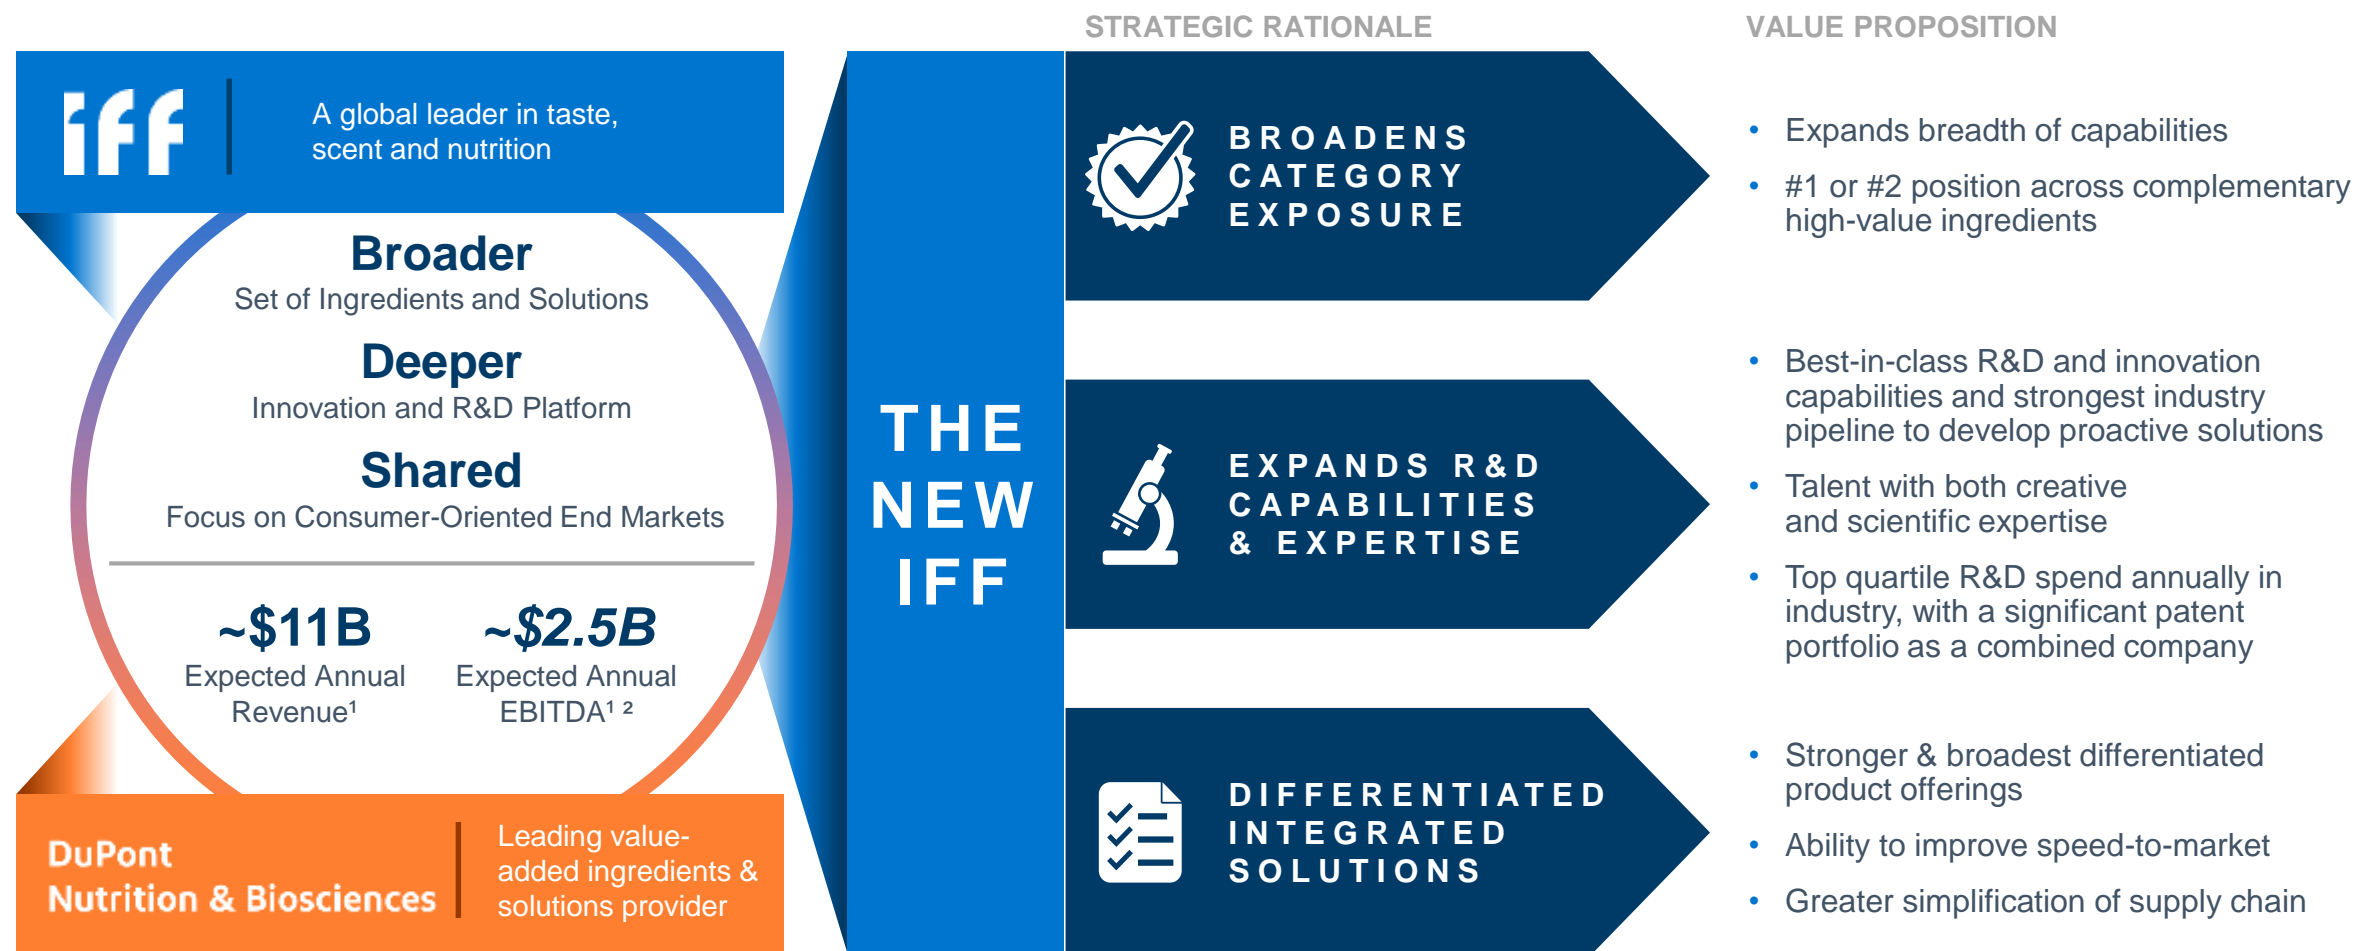 STRATEGIC RATIONALE
VALUE PROPOSITION
iff
A global leader in taste,
scent and nutrition
Broader
Set of Ingredients and Solutions
Deeper
Innovation and R&D Platform
Shared
Focus on Consumer-Oriented End Markets
~$11B
Expected Annual
Revenue¹
~$2.5B
Expected Annual
EBITDA¹ ²
DuPont
Nutrition & Biosciences
Leading value-
added ingredients &
solutions provider
THE
NEW
IFF
BROADENS
CATEGORY
EXPOSURE
• Expands breadth of capabilities
• #1 or #2 position across complementary
high-value ingredients
EXPANDS R&D
CAPABILITIES
& EXPERTISE
• Best-in-class R&D and innovation
capabilities and strongest industry
pipeline to develop proactive solutions
• Talent with both creative
and scientific expertise
• Top quartile R&D spend annually in
industry, with a significant patent
portfolio as a combined company
DIFFERENTIATED
INTEGRATED
SOLUTIONS
• Stronger & broadest differentiated
product offerings
• Ability to improve speed-to-market
• Greater simplification of supply chain